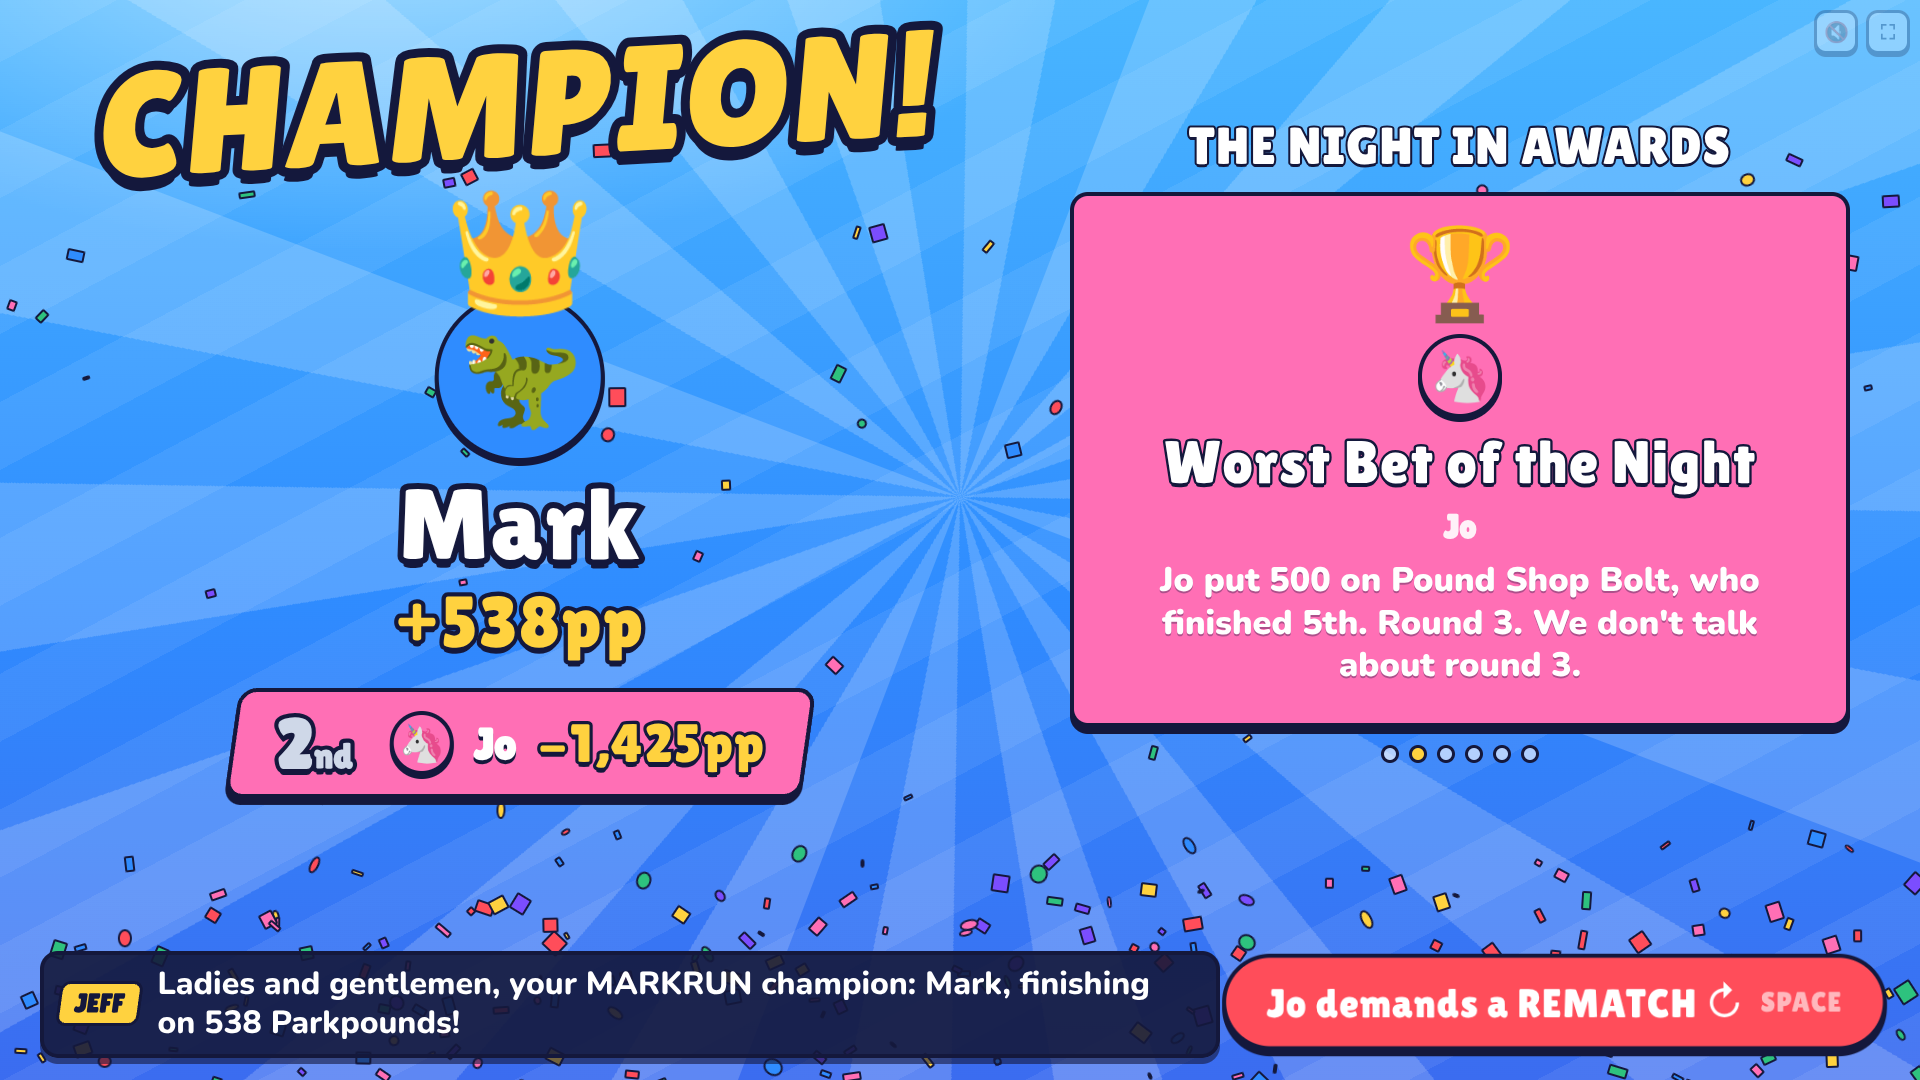 CHAMPION!
Mark
+538pp
2nd Jo −1,425pp
THE NIGHT IN AWARDS
Worst Bet of the Night
Jo
Jo put 500 on Pound Shop Bolt, who
finished 5th. Round 3. We don't talk
about round 3.
JEFF
Ladies and gentlemen, your MARKRUN champion: Mark, finishing
on 538 Parkpounds!
Jo demands a REMATCH SPACE